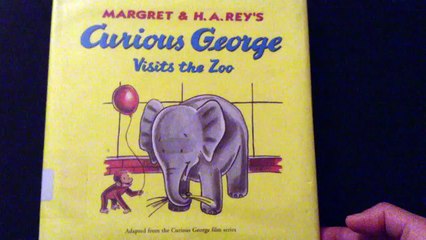 MARGRET & H.A.REY'S
Curious George
Visits the Zoo
Adapted from the Curious George film series